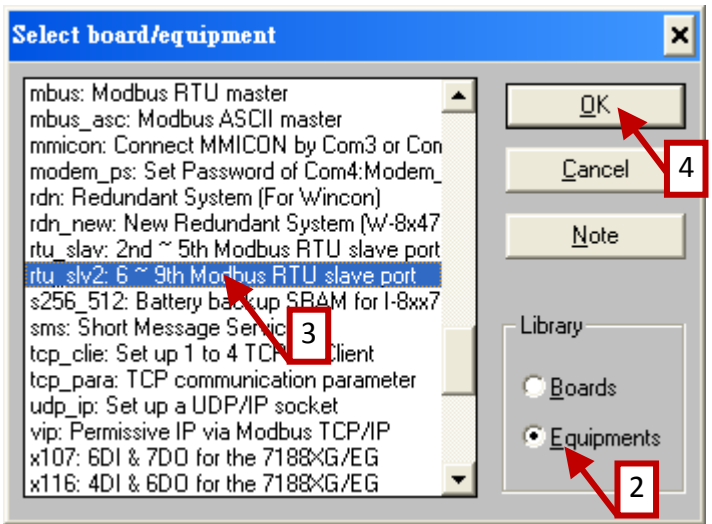 Select board/equipment
mbus: Modbus RTU master
mbus_asc: Modbus ASCII master
mmicon: Connect MMICON by Com3 or Con
modem_ps: Set Password of Com4:Modem_
rdn: Redundant System (For Wincon)
rdn_new: New Redundant System (W-8x47
rtu_slav: 2nd ~ 5th Modbus RTU slave port
rtu_slv2: 6 ~ 9th Modbus RTU slave port
s256_512: Battery backup SRAM for I-8xx7
sms: Short Message Servic
tcp_clie: Set up 1 to 4 TCP Client
tcp_para: TCP communication parameter
udp_ip: Set up a UDP/IP socket
vip: Permissive IP via Modbus TCP/IP
x107: 6DI & 7DO for the 7188XG/EG
x116: 4DI & 6DO for the 7188XG/EG
3
OK
4
Cancel
Note
Library
Boards
Equipments
2